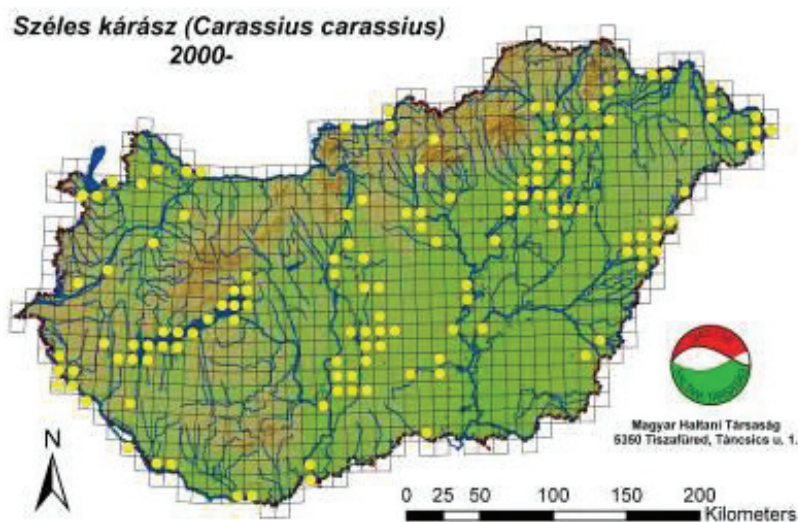 Széles kárász (Carassius carassius)
2000-
N
Magyar Haltani Társaság
5350 Tiszafüred, Táncsics u. 1.
0 25 50 100 150 200
Kilometers